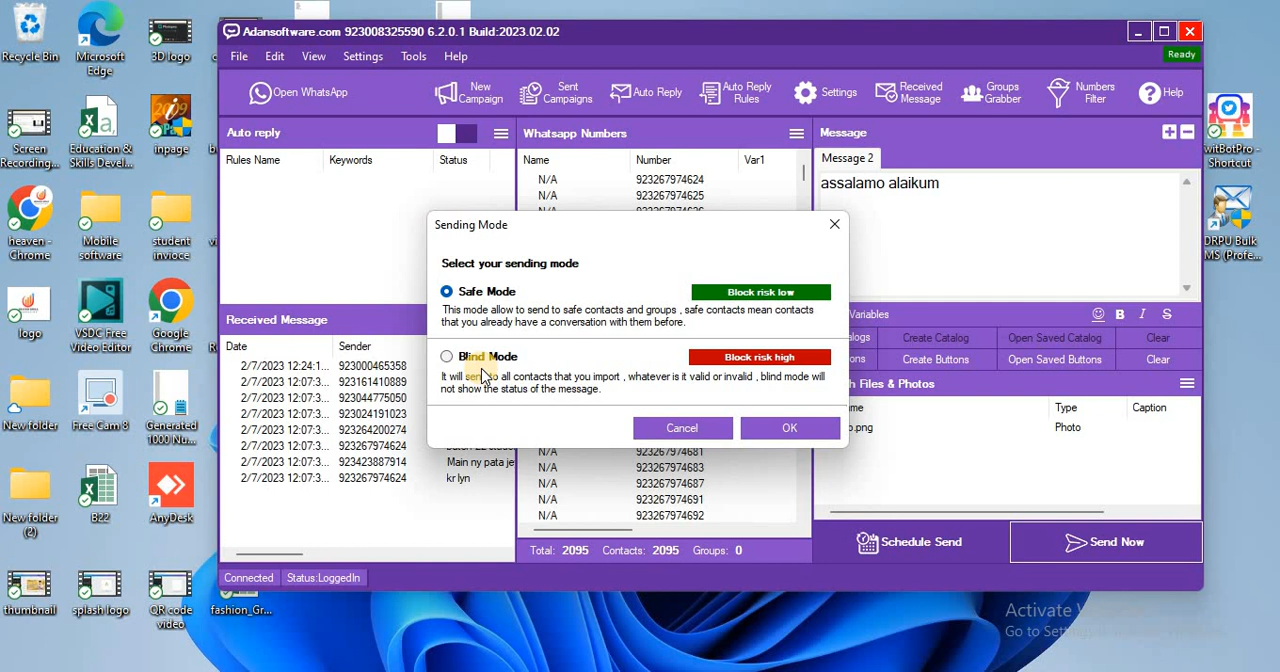 Recycle Bin
Microsoft
Edge
3D logo
Screen
Recording...
Education &
Skills Devel...
inpage
heaven -
Chrome
Mobile
software
student
invioce
logo
VSDC Free
Video Editor
Google
Chrome
New folder
Free Cam 8
Generated
1000 Nu...
New folder
(2)
B22
AnyDesk
thumbnail
splash logo
QR code
video
fashion_Gr...
witBotPro -
Shortcut
DRPU Bulk
MS (Profe...
Adansoftware.com 923008325590 6.2.0.1 Build:2023.02.02
File Edit View Settings Tools Help
Ready
Open WhatsApp
New
Campaign
Sent
Campaigns
Auto Reply
Auto Reply
Rules
Settings
Received
Message
Groups
Grabber
Numbers
Filter
Help
Auto reply
Rules Name Keywords Status
Whatsapp Numbers
Name Number Var1
N/A 923267974624
N/A 923267974625
Message
Message 2
assalamo alaikum
Sending Mode
Select your sending mode
Safe Mode Block risk low
This mode allow to send to safe contacts and groups , safe contacts mean contacts
that you already have a conversation with them before.
Blind Mode Block risk high
It will send to all contacts that you import , whatever is it valid or invalid , blind mode will
not show the status of the message.
Cancel OK
Received Message
Date Sender
2/7/2023 12:24:1... 923000465358
2/7/2023 12:07:3... 923161410889
2/7/2023 12:07:3... 923044775050
2/7/2023 12:07:3... 923024191023
2/7/2023 12:07:3... 923264200274
2/7/2023 12:07:3... 923267974624
2/7/2023 12:07:3... 923423887914 Main ny pata je
2/7/2023 12:07:3... 923267974624 kr lyn
N/A 923267974681
N/A 923267974683
N/A 923267974687
N/A 923267974691
N/A 923267974692
Total: 2095 Contacts: 2095 Groups: 0
Variables
B I S
Create Catalog Open Saved Catalog Clear
Create Buttons Open Saved Buttons Clear
Files & Photos
Type Caption
.png Photo
Schedule Send
Send Now
Connected Status:LoggedIn
Activate
Go to